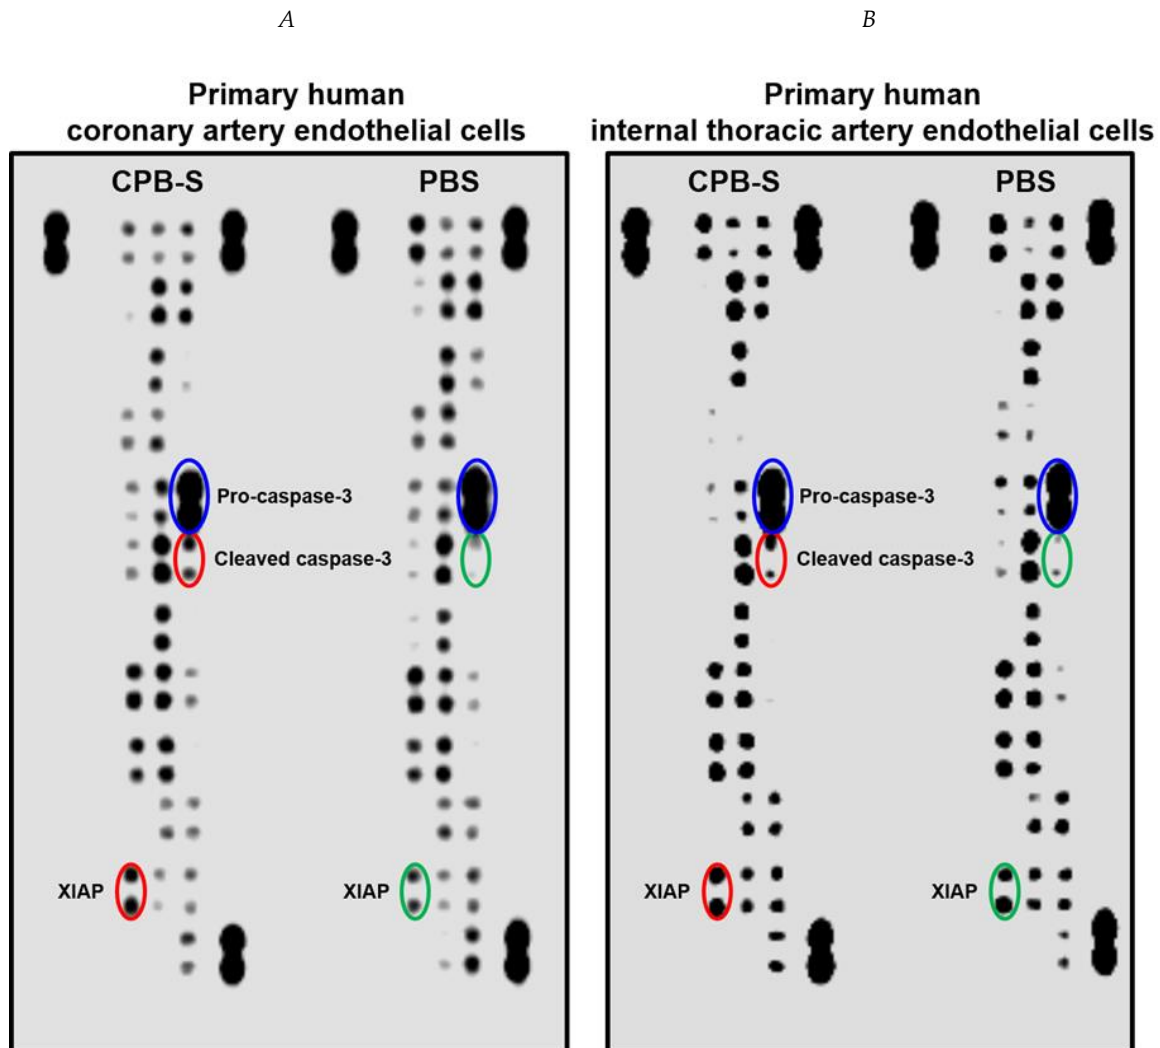 A
B
Primary human
coronary artery endothelial cells
Primary human
internal thoracic artery endothelial cells
CPB-S
PBS
CPB-S
PBS
Pro-caspase-3
Cleaved caspase-3
Pro-caspase-3
Cleaved caspase-3
XIAP
XIAP
XIAP
XIAP